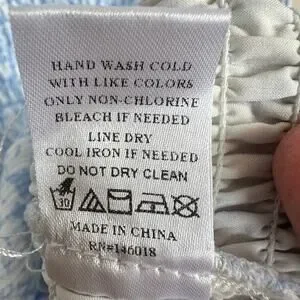 HAND WASH COLD
WITH LIKE COLORS
ONLY NON-CHLORINE
BLEACH IF NEEDED
LINE DRY
COOL IRON IF NEEDED
DO NOT DRY CLEAN
30
MADE IN CHINA
RN#146018